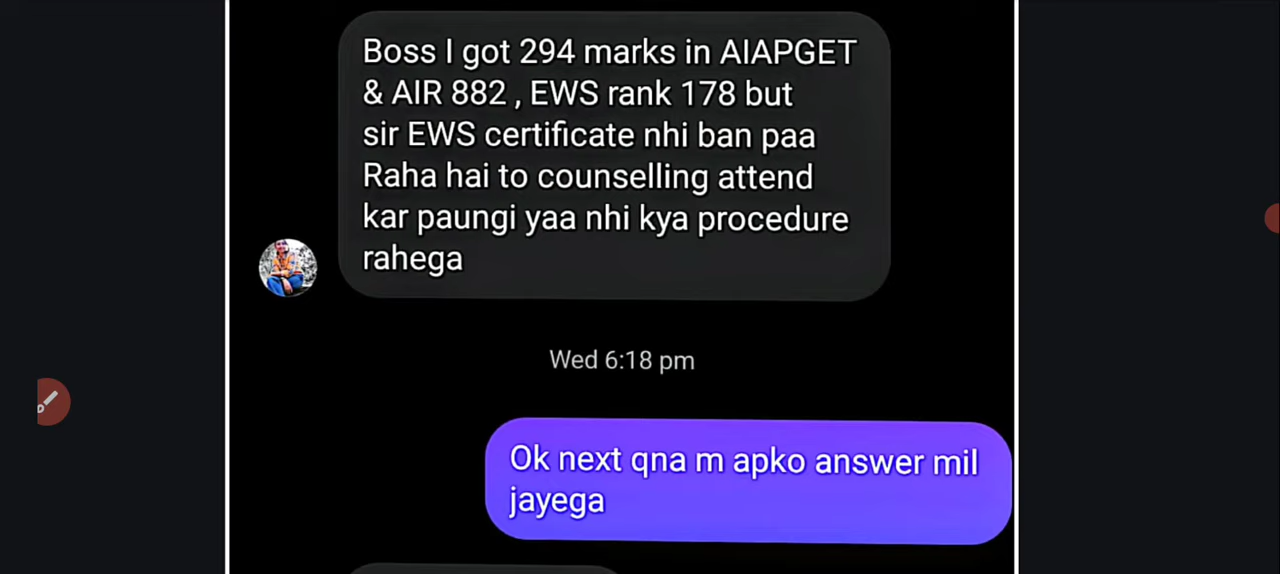 Boss I got 294 marks in AIAPGET
& AIR 882 , EWS rank 178 but
sir EWS certificate nhi ban paa
Raha hai to counselling attend
kar paungi yaa nhi kya procedure
rahega
Wed 6:18 pm
Ok next qna m apko answer mil
jayega